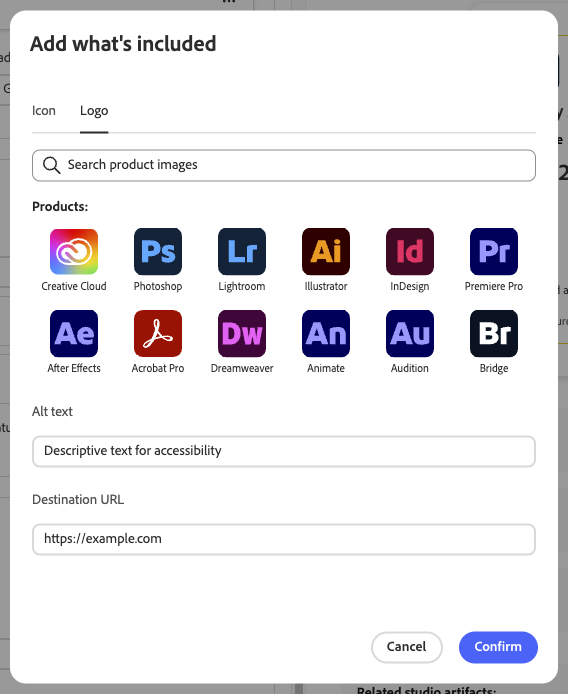 Add what's included
Icon Logo
Search product images
Products:
Ps Lr Ai Id Pr
Creative Cloud Photoshop Lightroom Illustrator InDesign Premiere Pro
Ae Dw An Au Br
After Effects Acrobat Pro Dreamweaver Animate Audition Bridge
Alt text
Descriptive text for accessibility
Destination URL
https://example.com
Cancel Confirm
Related studio artifacts: